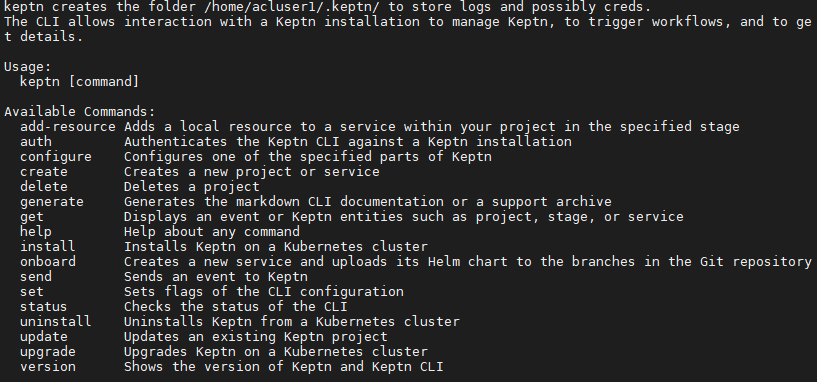 keptn creates the folder /home/acluser1/.keptn/ to store logs and possibly creds.
The CLI allows interaction with a Keptn installation to manage Keptn, to trigger workflows, and to ge
t details.

Usage:
  keptn [command]

Available Commands:
  add-resource Adds a local resource to a service within your project in the specified stage
  auth         Authenticates the Keptn CLI against a Keptn installation
  configure    Configures one of the specified parts of Keptn
  create       Creates a new project or service
  delete       Deletes a project
  generate     Generates the markdown CLI documentation or a support archive
  get          Displays an event or Keptn entities such as project, stage, or service
  help         Help about any command
  install      Installs Keptn on a Kubernetes cluster
  onboard      Creates a new service and uploads its Helm chart to the branches in the Git repository
  send         Sends an event to Keptn
  set          Sets flags of the CLI configuration
  status       Checks the status of the CLI
  uninstall    Uninstalls Keptn from a Kubernetes cluster
  update       Updates an existing Keptn project
  upgrade      Upgrades Keptn on a Kubernetes cluster
  version      Shows the version of Keptn and Keptn CLI